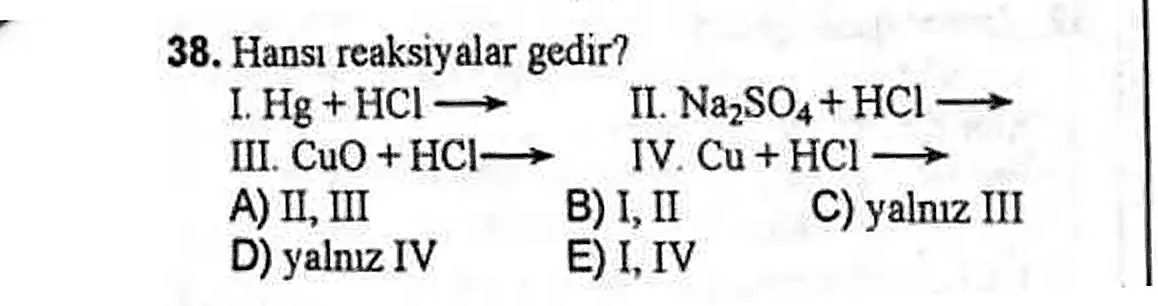 38. Hansı reaksiyalar gedir?
I. Hg + HCl ⟶ II. Na₂SO₄ + HCl ⟶
III. CuO + HCl ⟶ IV. Cu + HCl ⟶
A) II, III B) I, II C) yalnız III
D) yalnız IV E) I, IV